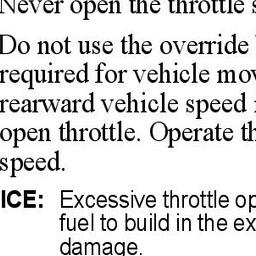 Never open the throttle
Do not use the override
required for vehicle mov
rearward vehicle speed
open throttle. Operate th
speed.
ICE: Excessive throttle op
fuel to build in the ex
damage.